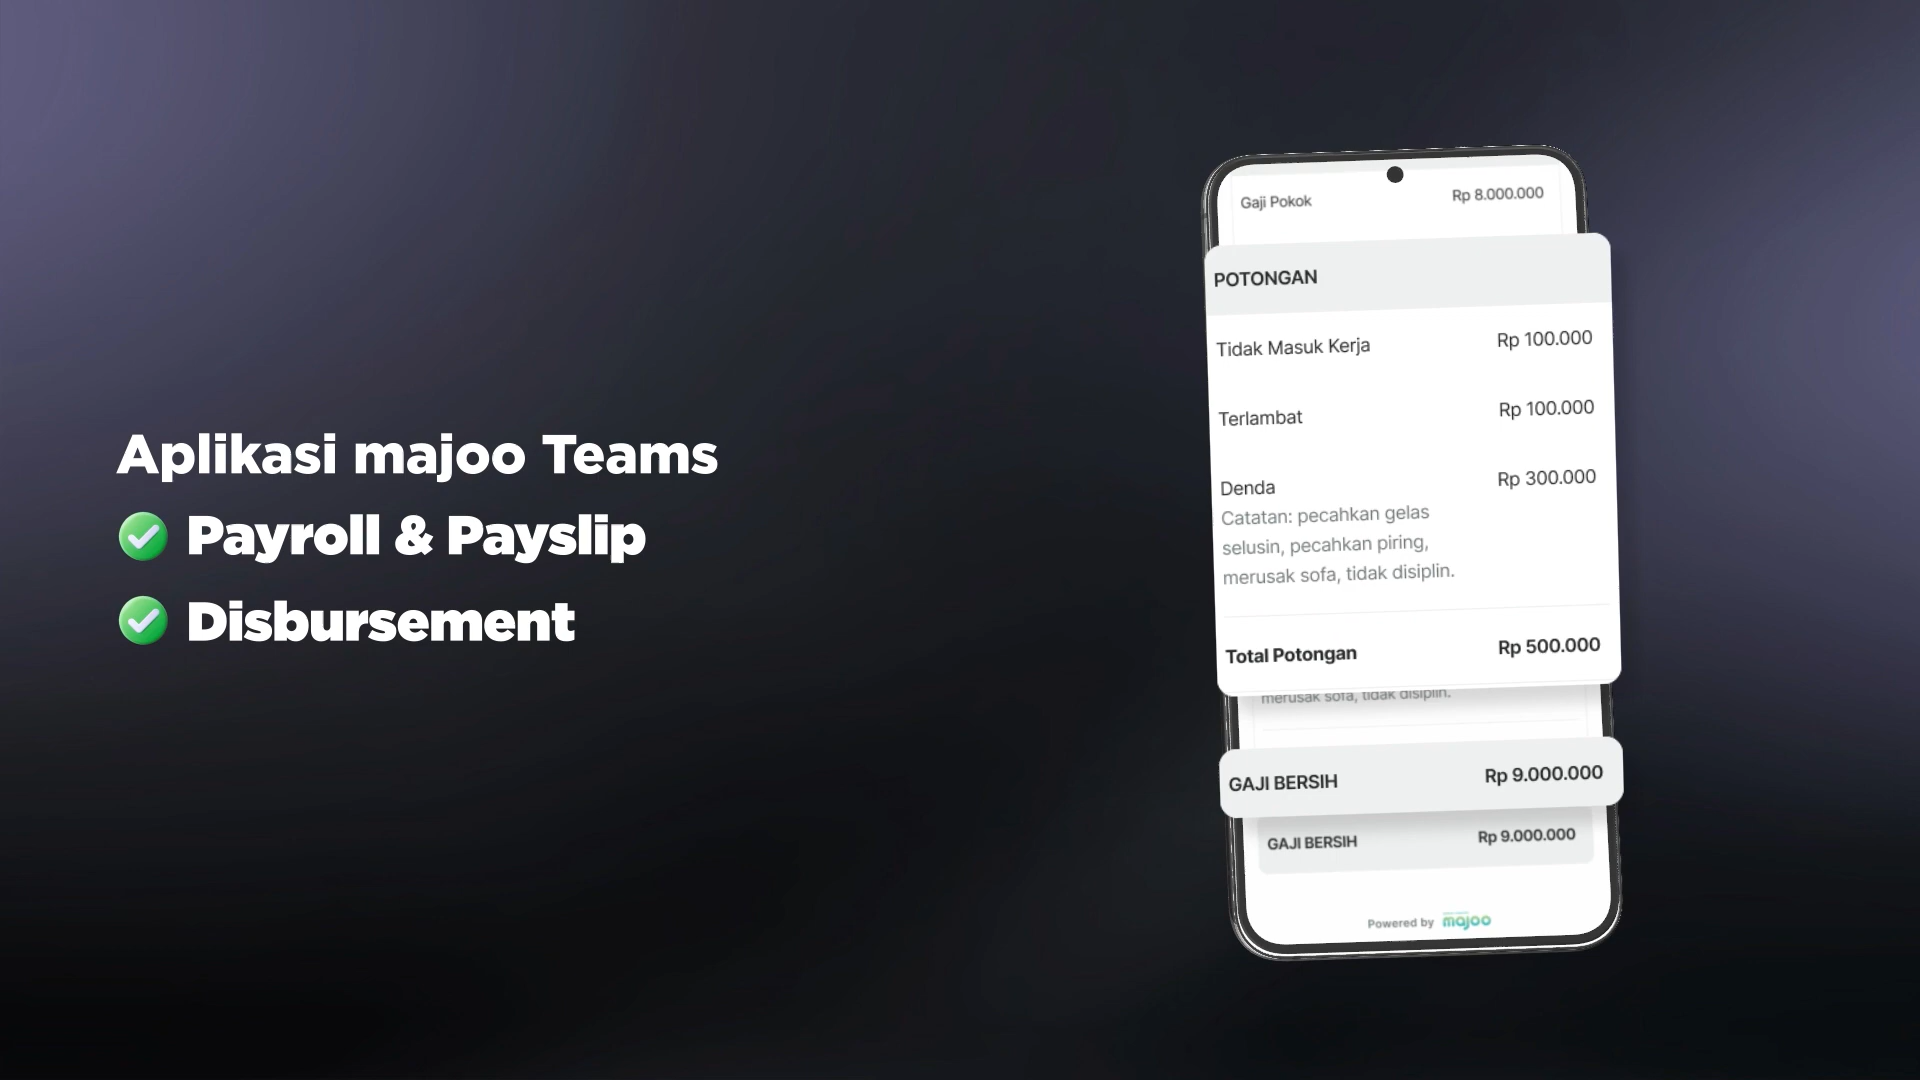 Aplikasi majoo Teams
Payroll & Payslip
Disbursement
Gaji Pokok Rp 8.000.000
POTONGAN
Tidak Masuk Kerja Rp 100.000
Terlambat Rp 100.000
Denda Rp 300.000
Catatan: pecahkan gelas
selusin, pecahkan piring,
merusak sofa, tidak disiplin.
Total Potongan Rp 500.000
merusak sofa, tidak disiplin.
GAJI BERSIH Rp 9.000.000
GAJI BERSIH Rp 9.000.000
Powered by majoo